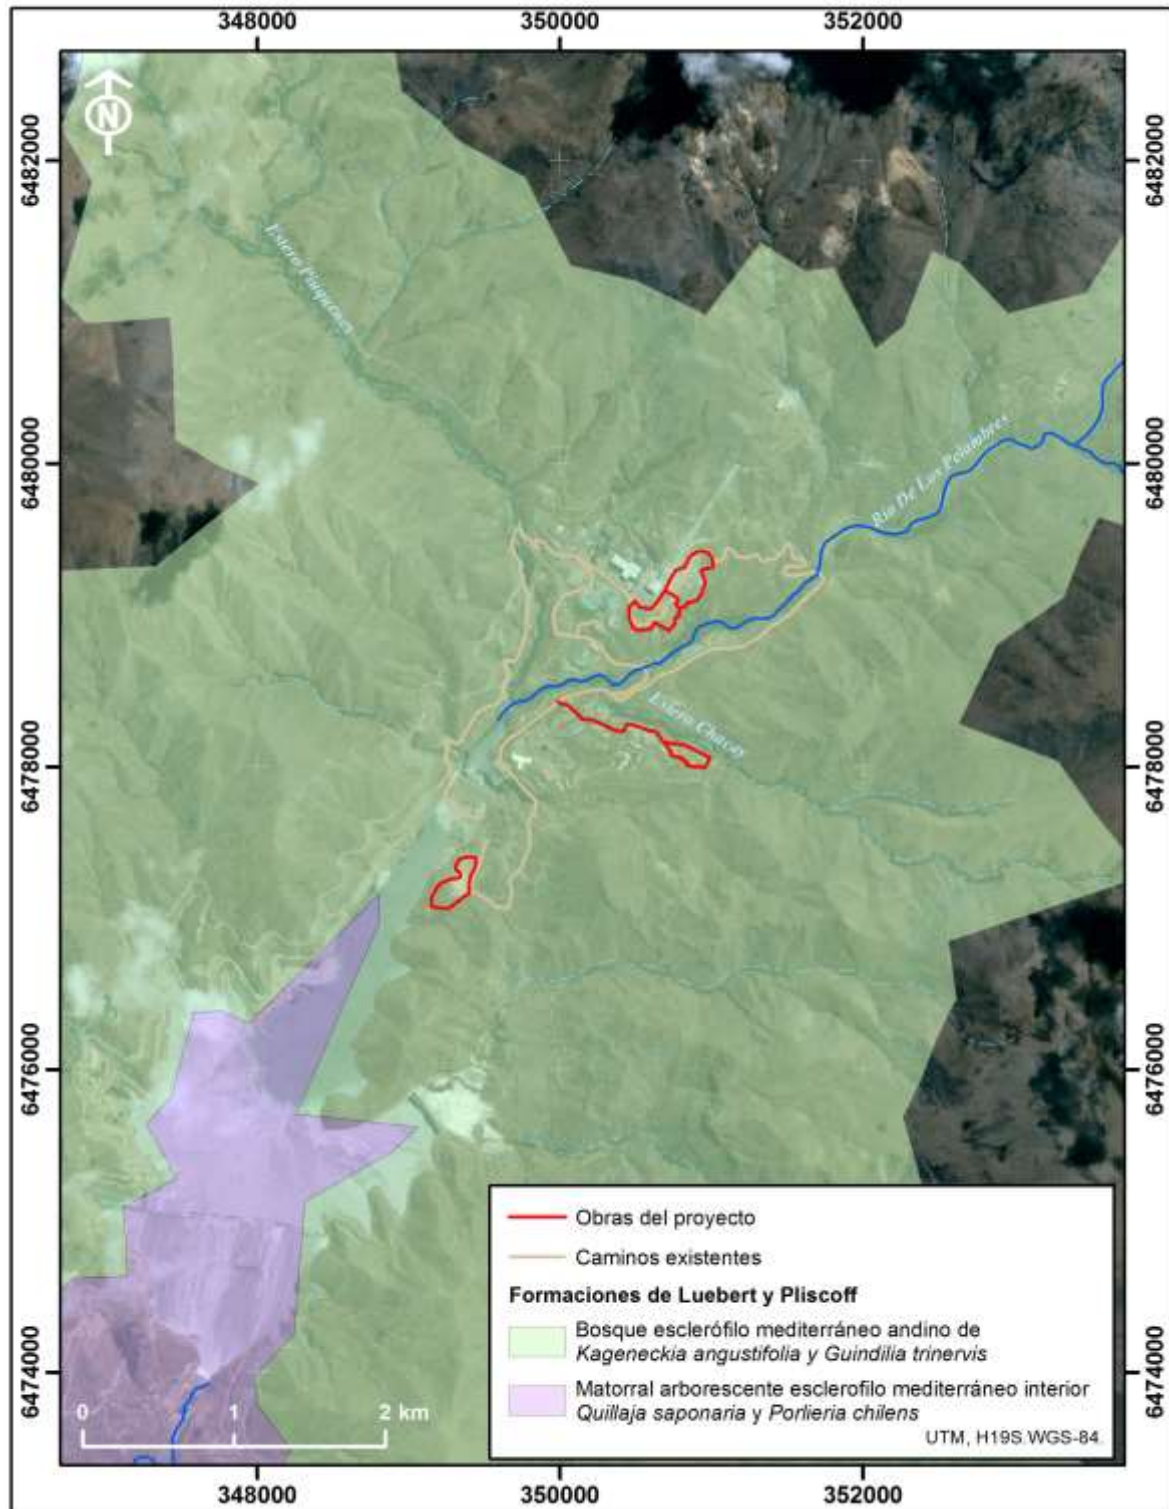 348000 350000 352000
N
6482000 6482000
Estero Piuquenes
6480000 6480000
Rio De Los Pelambres
Estero Chacay
6478000 6478000
6476000 6476000
6474000 6474000
Obras del proyecto
Caminos existentes
Formaciones de Luebert y Pliscoff
Bosque esclerófilo mediterráneo andino de
Kageneckia angustifolia y Guindilia trinervis
Matorral arborescente esclerofilo mediterráneo interior
Quillaja saponaria y Porlieria chilens
UTM, H19S.WGS-84.
0 1 2 km
348000 350000 352000